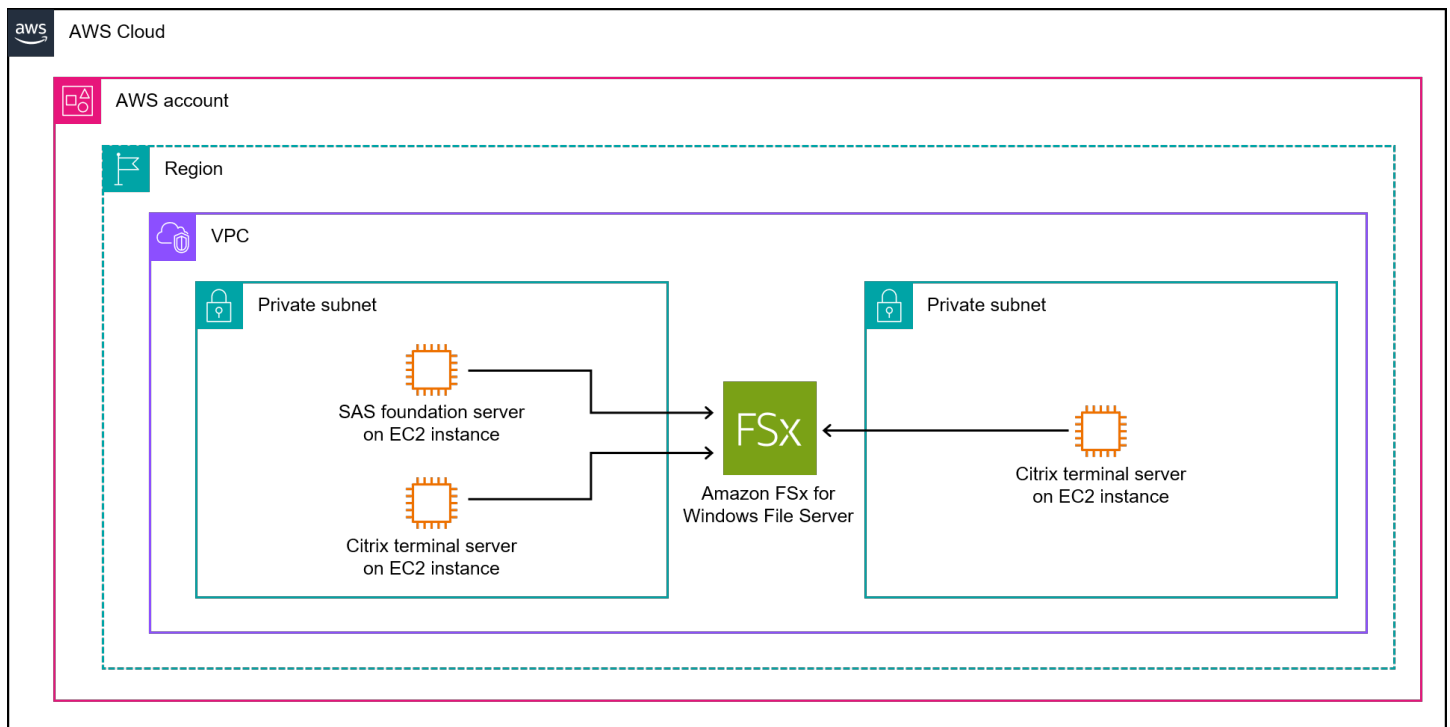 aws
AWS Cloud
AWS account
Region
VPC
Private subnet
SAS foundation server
on EC2 instance
Citrix terminal server
on EC2 instance
FSx
Amazon FSx for
Windows File Server
Private subnet
Citrix terminal server
on EC2 instance